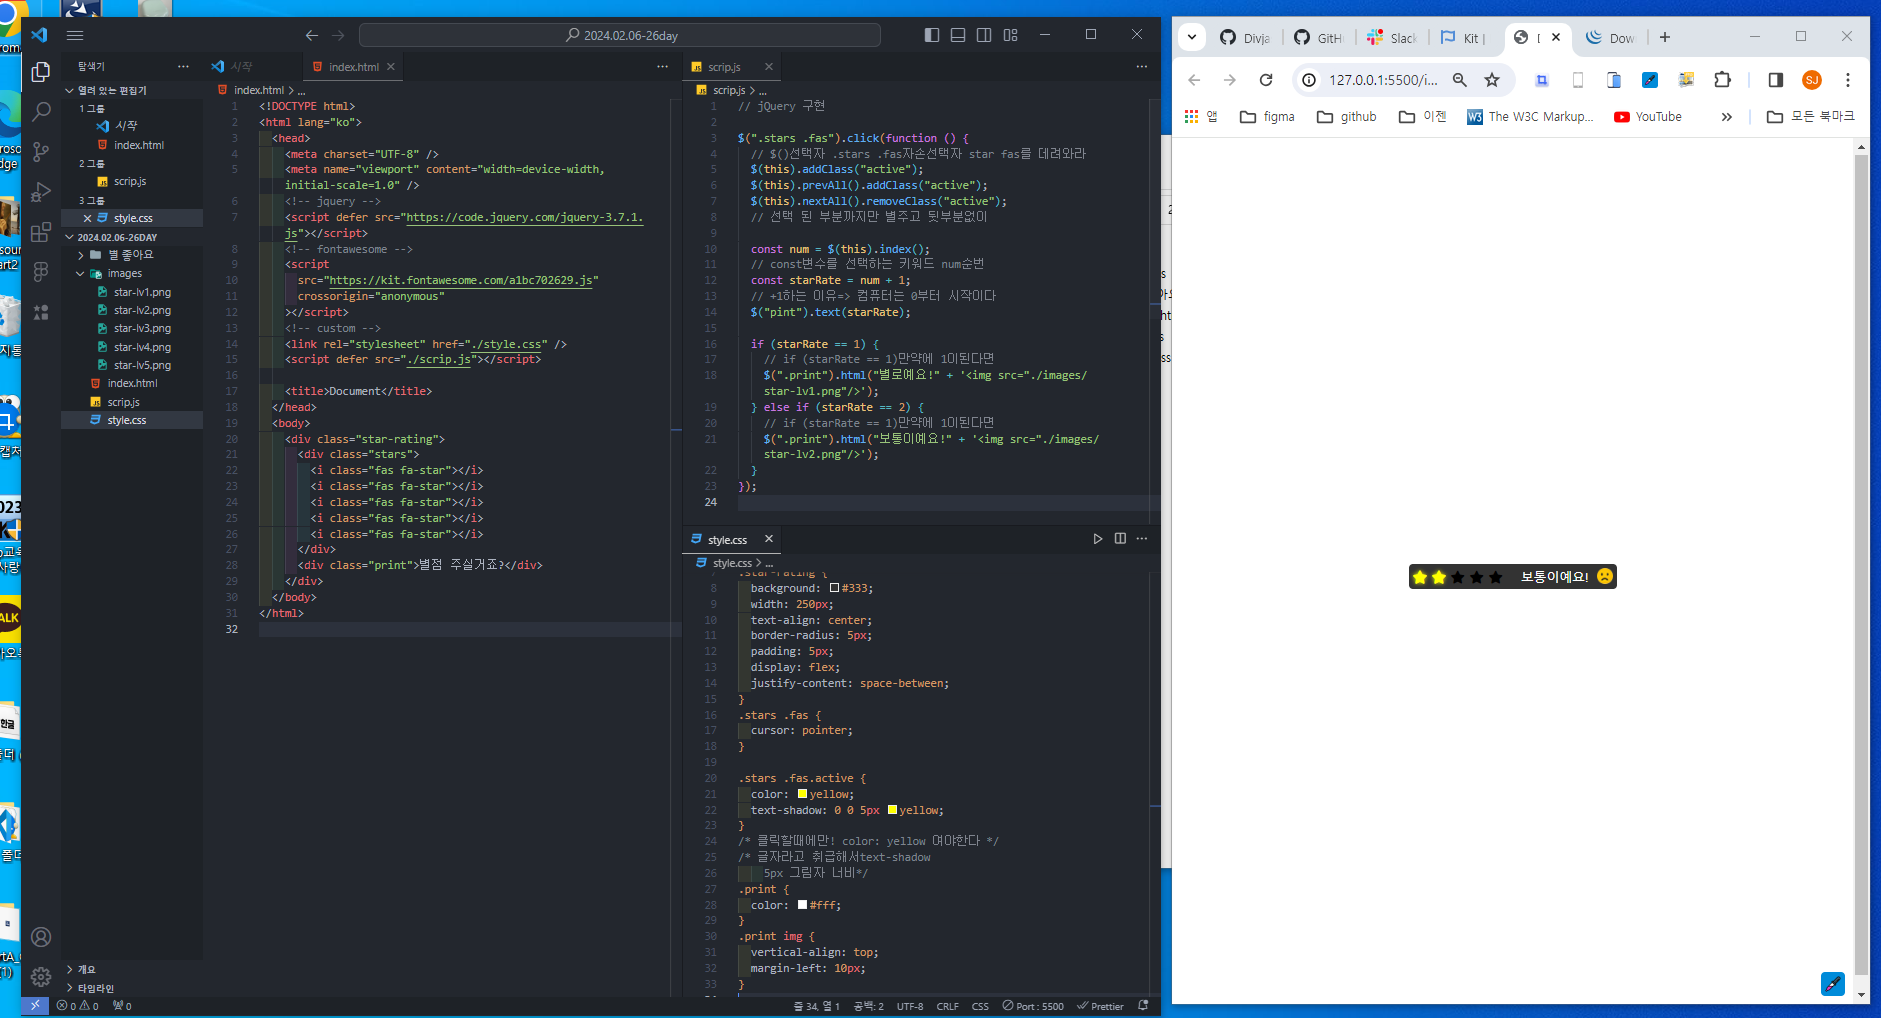 2024.02.06-26day
탐색기
시작
index.html
열려 있는 편집기
1 그룹
시작
index.html
2 그룹
scrip.js
3 그룹
style.css
2024.02.06-26DAY
별 좋아요
images
star-lv1.png
star-lv2.png
star-lv3.png
star-lv4.png
star-lv5.png
index.html
scrip.js
style.css
개요
타임라인
index.html > ...
1 <!DOCTYPE html>
2 <html lang="ko">
3 <head>
4 <meta charset="UTF-8" />
5 <meta name="viewport" content="width=device-width,
initial-scale=1.0" />
6 <!-- jquery -->
7 <script defer src="https://code.jquery.com/jquery-3.7.1.
js"></script>
8 <!-- fontawesome -->
9 <script
10 src="https://kit.fontawesome.com/a1bc702629.js"
11 crossorigin="anonymous"
12 ></script>
13 <!-- custom -->
14 <link rel="stylesheet" href="./style.css" />
15 <script defer src="./scrip.js"></script>
16
17 <title>Document</title>
18 </head>
19 <body>
20 <div class="star-rating">
21 <div class="stars">
22 <i class="fas fa-star"></i>
23 <i class="fas fa-star"></i>
24 <i class="fas fa-star"></i>
25 <i class="fas fa-star"></i>
26 <i class="fas fa-star"></i>
27 </div>
28 <div class="print">별점 주실거죠?</div>
29 </div>
30 </body>
31 </html>
32
scrip.js
scrip.js > ...
1 // jQuery 구현
2
3 $(".stars .fas").click(function () {
4 // $()선택자 .stars .fas자손선택자 star fas를 데려와라
5 $(this).addClass("active");
6 $(this).prevAll().addClass("active");
7 $(this).nextAll().removeClass("active");
8 // 선택 된 부분까지만 별주고 뒷부분없이
9
10 const num = $(this).index();
11 // const변수를 선택하는 키워드 num순번
12 const starRate = num + 1;
13 // +1하는 이유=> 컴퓨터는 0부터 시작이다
14 $("pint").text(starRate);
15
16 if (starRate == 1) {
17 // if (starRate == 1)만약에 1이된다면
18 $(".print").html("별로예요!" + '<img src="./images/
star-lv1.png"/>');
19 } else if (starRate == 2) {
20 // if (starRate == 1)만약에 1이된다면
21 $(".print").html("보통이예요!" + '<img src="./images/
star-lv2.png"/>');
22 }
23 });
24
style.css
style.css > ...
7 .star-rating {
8 background: #333;
9 width: 250px;
10 text-align: center;
11 border-radius: 5px;
12 padding: 5px;
13 display: flex;
14 justify-content: space-between;
15 }
16 .stars .fas {
17 cursor: pointer;
18 }
19
20 .stars .fas.active {
21 color: yellow;
22 text-shadow: 0 0 5px yellow;
23 }
24 /* 클릭할때에만! color: yellow 여야한다 */
25 /* 글자라고 취급해서text-shadow
26 5px 그림자 너비*/
27 .print {
28 color: #fff;
29 }
30 .print img {
31 vertical-align: top;
32 margin-left: 10px;
33 }
0 0 0
줄 34, 열 1 공백: 2 UTF-8 CRLF CSS Port : 5500 Prettier
Divja GitH Slack Kit | Dow
127.0.0.1:5500/i...
SJ
앱 figma github 이젠 The W3C Markup... YouTube » 모든 북마크
보통이예요!